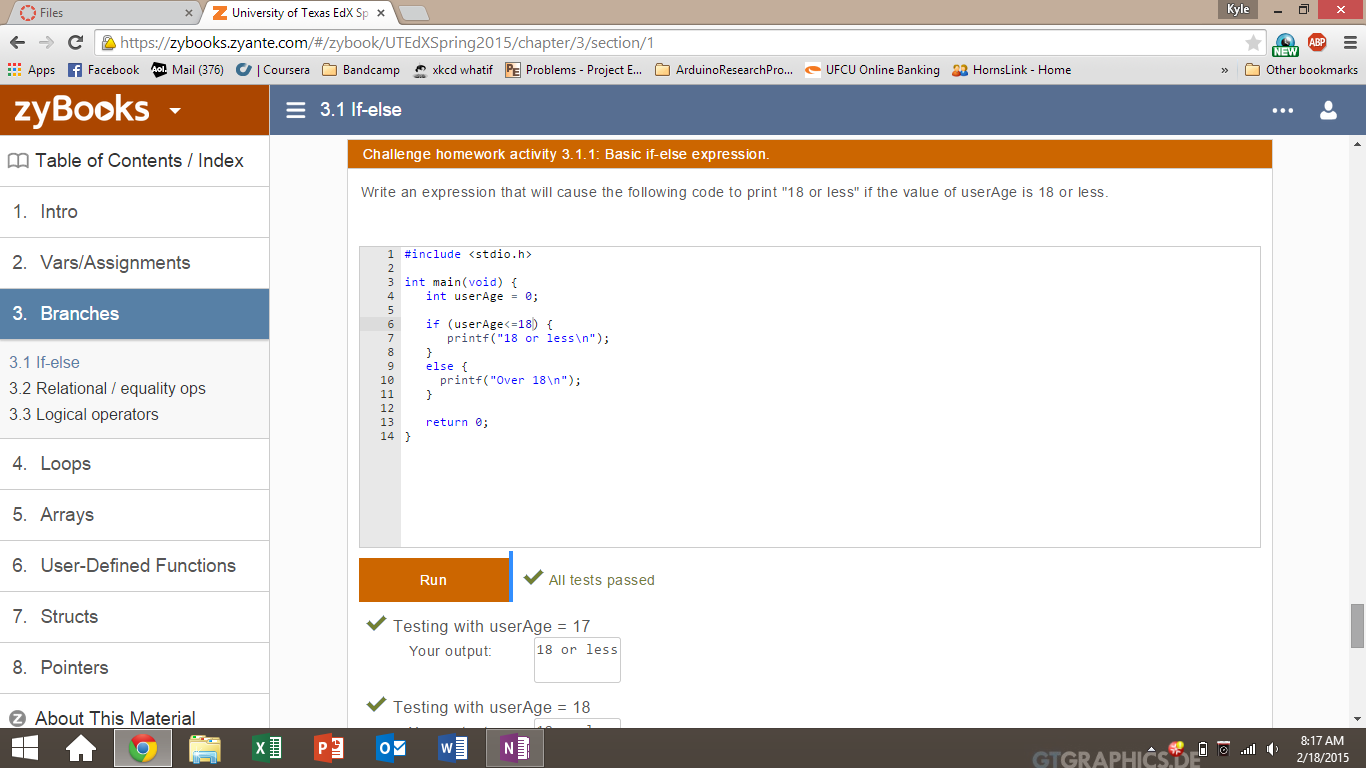 Files
University of Texas EdX Sp
Kyle
https://zybooks.zyante.com/#/zybook/UTEdXSpring2015/chapter/3/section/1
NEW
ABP
Apps
Facebook
Aol. Mail (376)
| Coursera
Bandcamp
xkcd whatif
PE Problems - Project E...
ArduinoResearchPro...
UFCU Online Banking
HornsLink - Home
»
Other bookmarks
zyBooks
3.1 If-else
Table of Contents / Index
1. Intro
2. Vars/Assignments
3. Branches
3.1 If-else
3.2 Relational / equality ops
3.3 Logical operators
4. Loops
5. Arrays
6. User-Defined Functions
7. Structs
8. Pointers
About This Material
Challenge homework activity 3.1.1: Basic if-else expression.
Write an expression that will cause the following code to print "18 or less" if the value of userAge is 18 or less.
1 #include <stdio.h>
2
3 int main(void) {
4    int userAge = 0;
5
6    if (userAge<=18) {
7       printf("18 or less\n");
8    }
9    else {
10      printf("Over 18\n");
11    }
12
13    return 0;
14 }
Run
All tests passed
Testing with userAge = 17
Your output:
18 or less
Testing with userAge = 18
GTGRAPHICS.DE
8:17 AM
2/18/2015